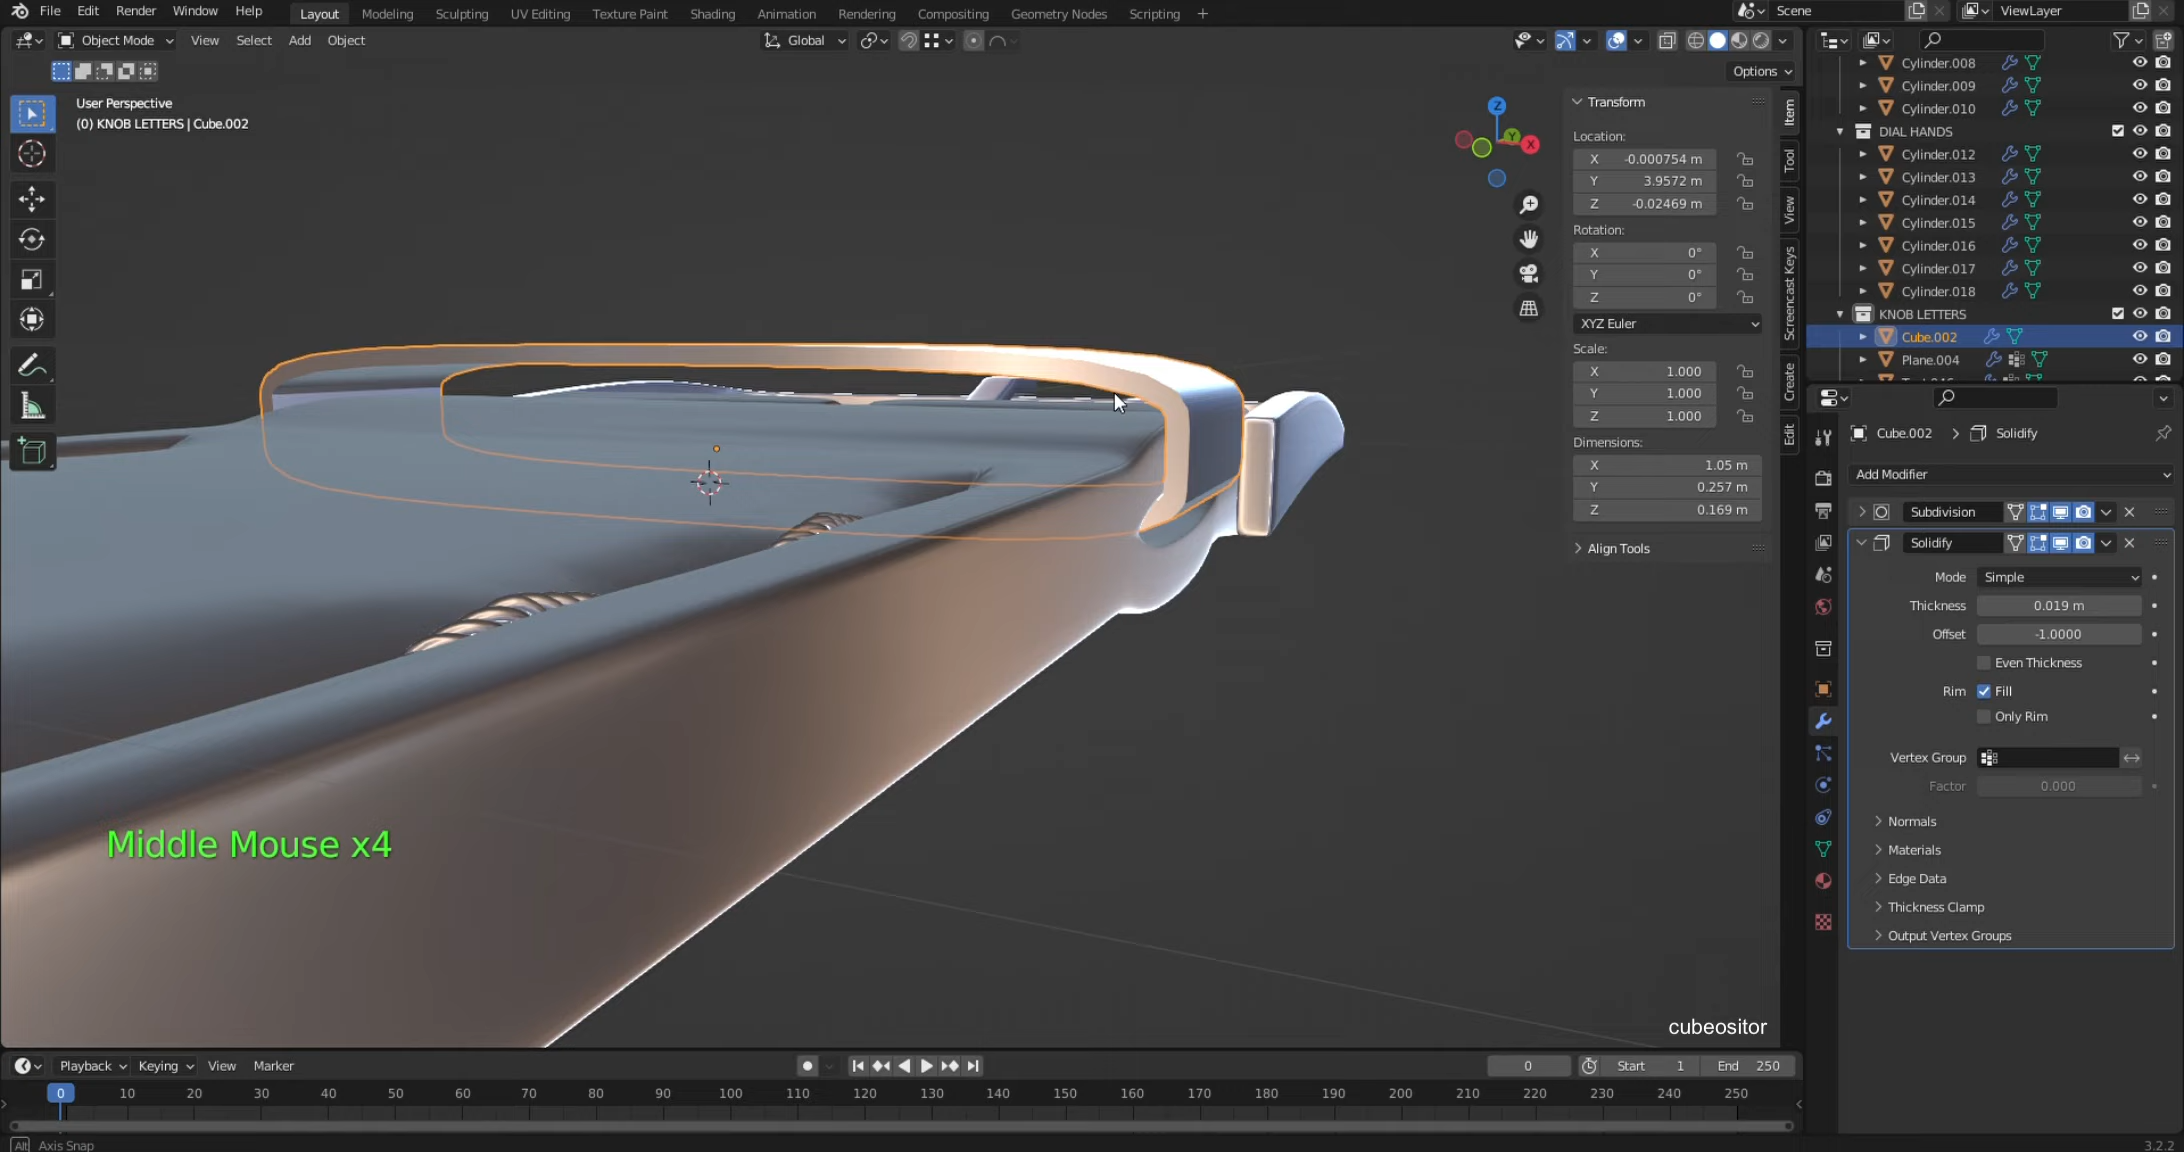 File Edit Render Window Help Layout Modeling Sculpting UV Editing Texture Paint Shading Animation Rendering Compositing Geometry Nodes Scripting + Scene ViewLayer
Object Mode View Select Add Object Global
Options
User Perspective
(0) KNOB LETTERS | Cube.002
Z
Y
X
Transform
Location:
X -0.000754 m
Y 3.9572 m
Z -0.02469 m
Rotation:
X 0°
Y 0°
Z 0°
XYZ Euler
Scale:
X 1.000
Y 1.000
Z 1.000
Dimensions:
X 1.05 m
Y 0.257 m
Z 0.169 m
Align Tools
Item
Tool
View
Screencast Keys
Create
Edit
Cylinder.008
Cylinder.009
Cylinder.010
DIAL HANDS
Cylinder.012
Cylinder.013
Cylinder.014
Cylinder.015
Cylinder.016
Cylinder.017
Cylinder.018
KNOB LETTERS
Cube.002
Plane.004
Cube.002 > Solidify
Add Modifier
Subdivision
Solidify
Mode Simple
Thickness 0.019 m
Offset -1.0000
Even Thickness
Rim Fill
Only Rim
Vertex Group
Factor 0.000
Normals
Materials
Edge Data
Thickness Clamp
Output Vertex Groups
Middle Mouse x4
cubeositor
Playback Keying View Marker 0 Start 1 End 250
0 10 20 30 40 50 60 70 80 90 100 110 120 130 140 150 160 170 180 190 200 210 220 230 240 250
Alt Axis Snap 3.2.2